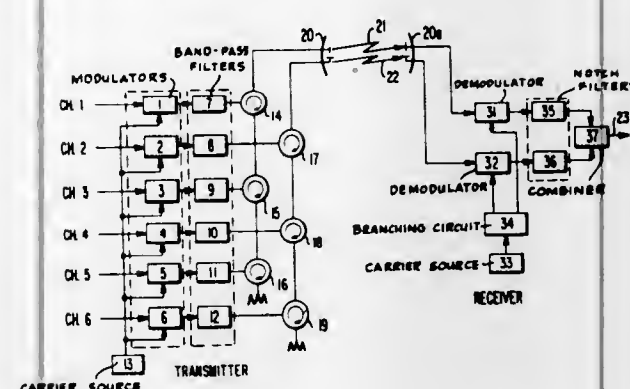 20
21
20a
22
BAND-PASS
FILTERS
MODULATORS
DEMODULATOR
NOTCH
FILTERS
CH. 1
1
7
14
31
35
23
37
CH. 2
2
8
17
32
36
CH. 3
3
9
15
DEMODULATOR
COMBINER
CH. 4
4
10
18
BRANCHING CIRCUIT
34
CH. 5
5
11
16
CARRIER SOURCE
33
CH. 6
6
12
19
RECEIVER
13
TRANSMITTER
CARRIER SOURCE